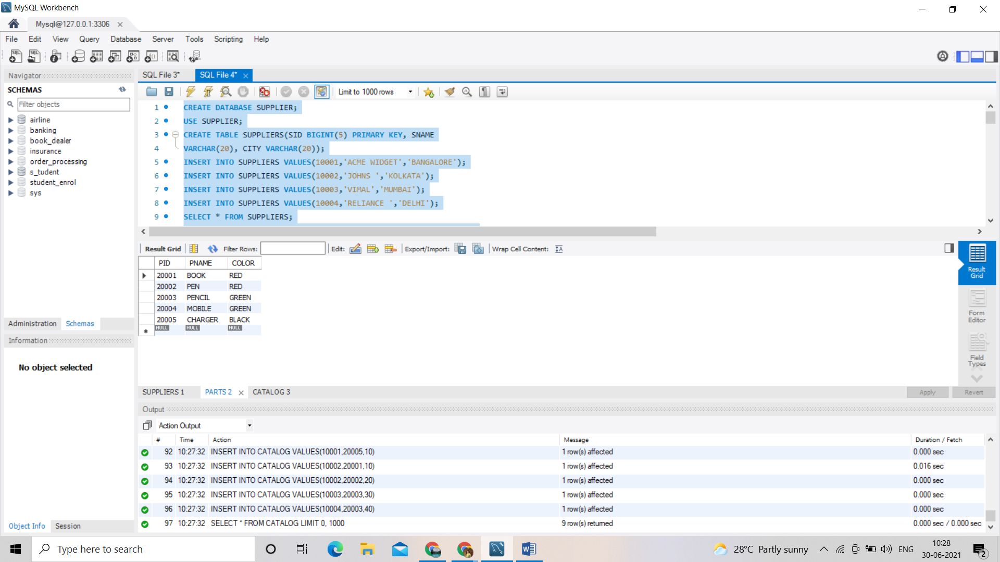 MySQL Workbench
Mysql@127.0.0.1:3306
File Edit View Query Database Server Tools Scripting Help
Navigator
SCHEMAS
Filter objects
airline
banking
book_dealer
insurance
order_processing
s_tudent
student_enrol
sys
Administration Schemas
Information
No object selected
Object Info Session
SQL File 3* SQL File 4*
Limit to 1000 rows
1 CREATE DATABASE SUPPLIER;
2 USE SUPPLIER;
3 CREATE TABLE SUPPLIERS(SID BIGINT(5) PRIMARY KEY, SNAME
4 VARCHAR(20), CITY VARCHAR(20));
5 INSERT INTO SUPPLIERS VALUES(10001,'ACME WIDGET','BANGALORE');
6 INSERT INTO SUPPLIERS VALUES(10002,'JOHNS ','KOLKATA');
7 INSERT INTO SUPPLIERS VALUES(10003,'VIMAL','MUMBAI');
8 INSERT INTO SUPPLIERS VALUES(10004,'RELIANCE ','DELHI');
9 SELECT * FROM SUPPLIERS;
Result Grid Filter Rows: Edit: Export/Import: Wrap Cell Content:
PID PNAME COLOR
20001 BOOK RED
20002 PEN RED
20003 PENCIL GREEN
20004 MOBILE GREEN
20005 CHARGER BLACK
NULL NULL NULL
Result
Grid
Form
Editor
Field
Types
SUPPLIERS 1 PARTS 2 CATALOG 3
Apply Revert
Output
Action Output
# Time Action Message Duration / Fetch
92 10:27:32 INSERT INTO CATALOG VALUES(10001,20005,10) 1 row(s) affected 0.000 sec
93 10:27:32 INSERT INTO CATALOG VALUES(10002,20001,10) 1 row(s) affected 0.016 sec
94 10:27:32 INSERT INTO CATALOG VALUES(10002,20002,20) 1 row(s) affected 0.000 sec
95 10:27:32 INSERT INTO CATALOG VALUES(10003,20003,30) 1 row(s) affected 0.000 sec
96 10:27:32 INSERT INTO CATALOG VALUES(10004,20003,40) 1 row(s) affected 0.000 sec
97 10:27:32 SELECT * FROM CATALOG LIMIT 0, 1000 9 row(s) returned 0.000 sec / 0.000 sec
Type here to search
28°C Partly sunny
ENG
10:28
30-06-2021
2